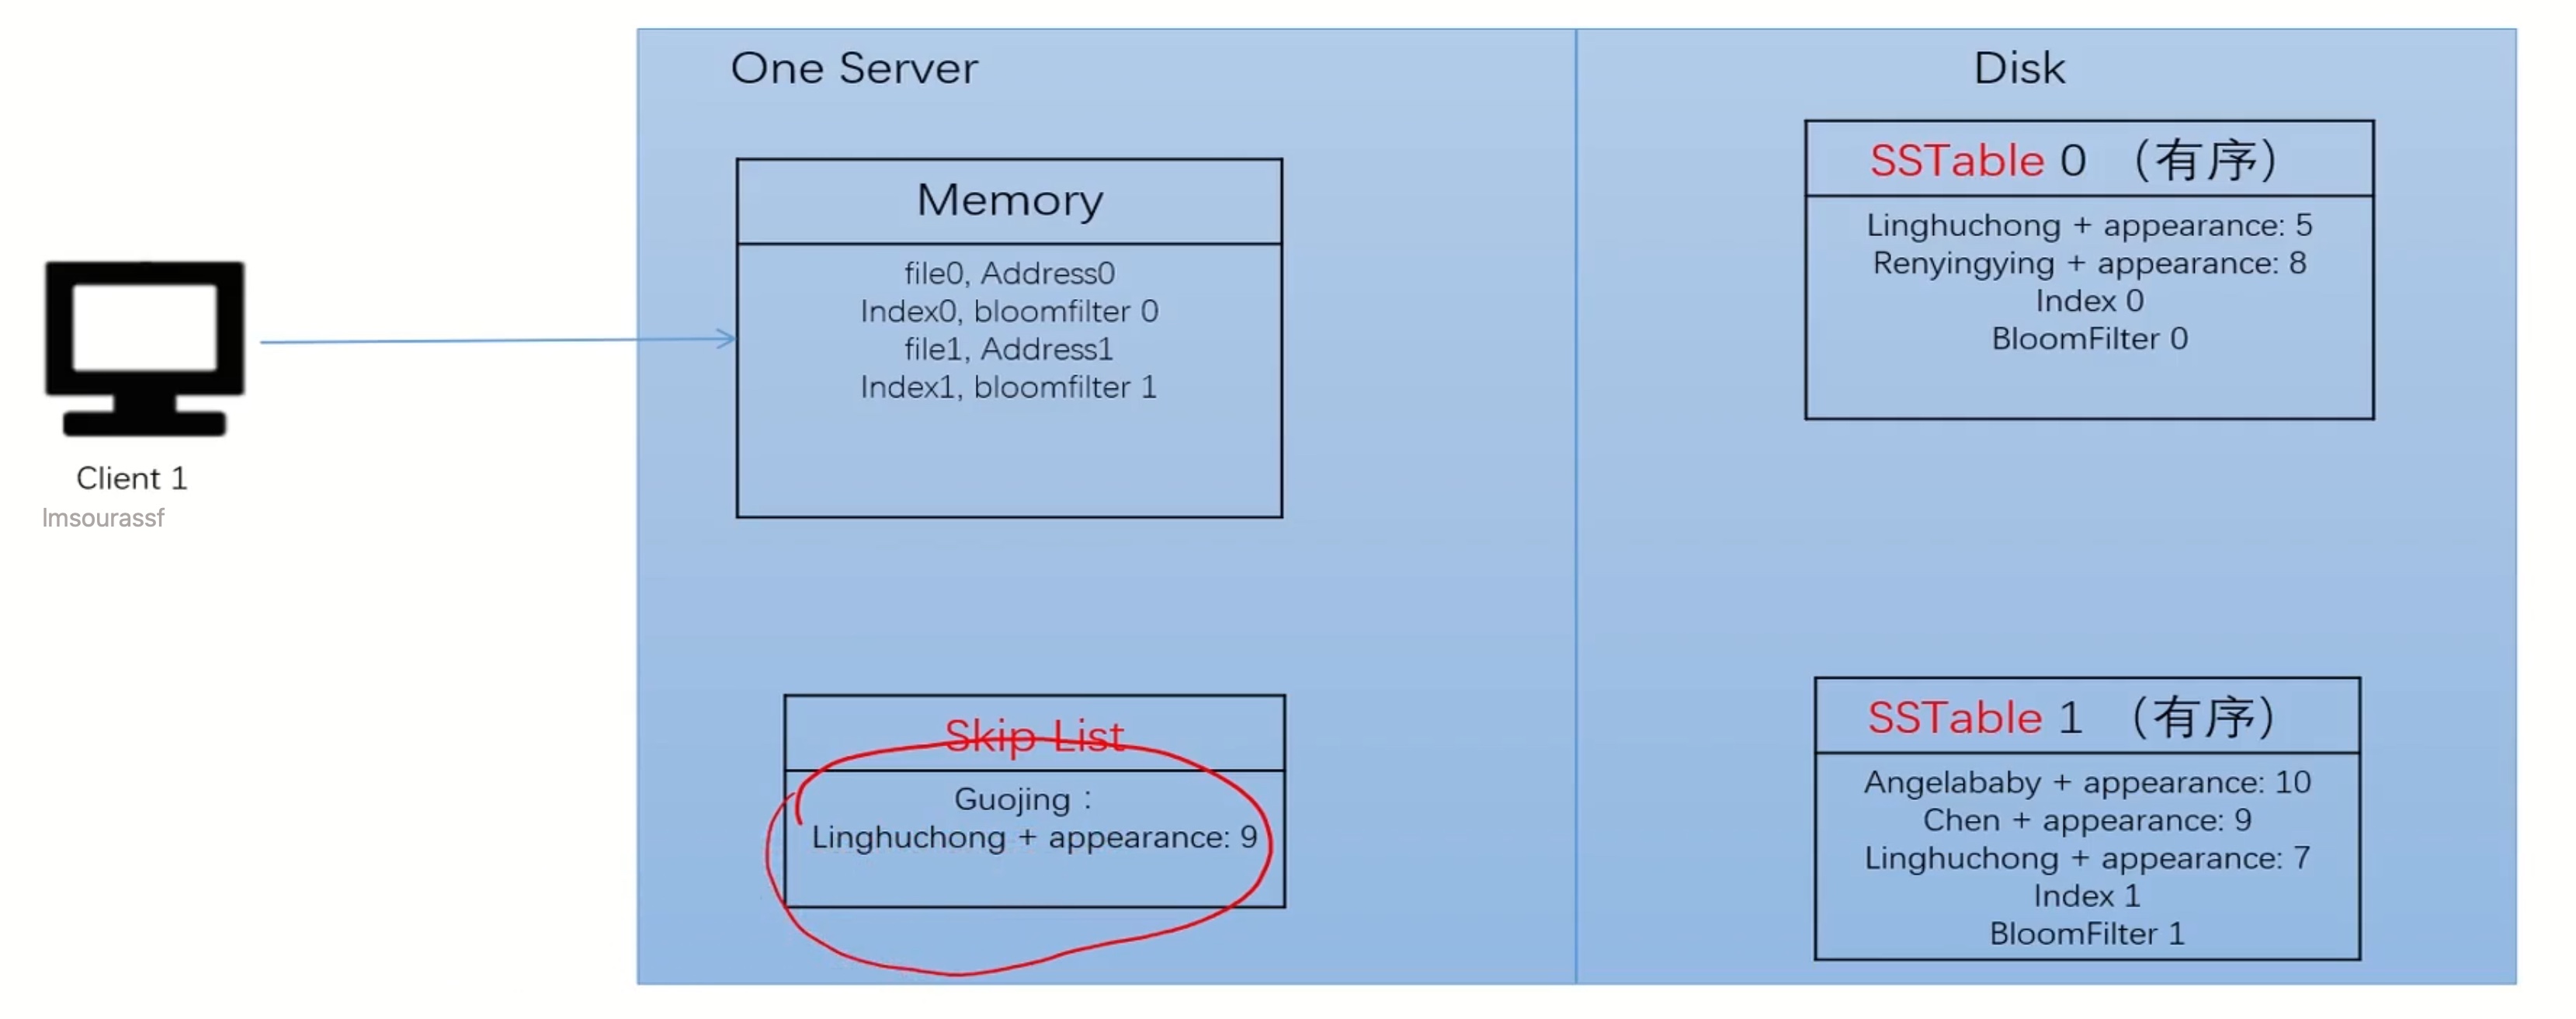 One Server
Disk
Memory
file0, Address0
Index0, bloomfilter 0
file1, Address1
Index1, bloomfilter 1
SSTable 0 （有序）
Linghuchong + appearance: 5
Renyingying + appearance: 8
Index 0
BloomFilter 0
Client 1
lmsourassf
Skip List
Guojing：
Linghuchong + appearance: 9
SSTable 1 （有序）
Angelababy + appearance: 10
Chen + appearance: 9
Linghuchong + appearance: 7
Index 1
BloomFilter 1